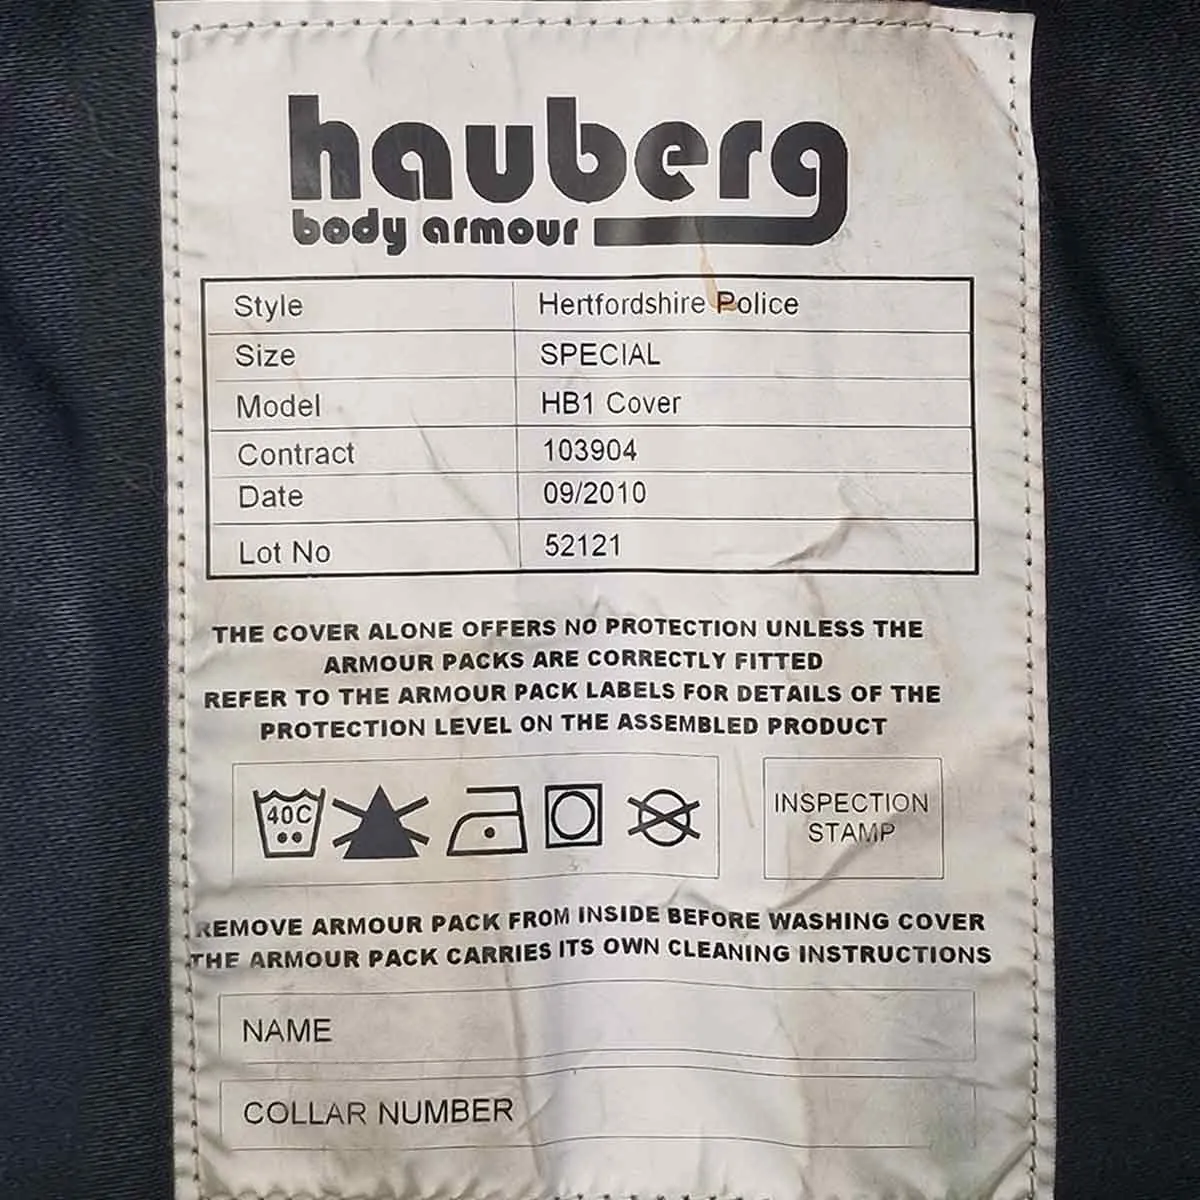 hauberg
body armour
Style Hertfordshire Police
Size SPECIAL
Model HB1 Cover
Contract 103904
Date 09/2010
Lot No 52121
THE COVER ALONE OFFERS NO PROTECTION UNLESS THE
ARMOUR PACKS ARE CORRECTLY FITTED
REFER TO THE ARMOUR PACK LABELS FOR DETAILS OF THE
PROTECTION LEVEL ON THE ASSEMBLED PRODUCT
40C
INSPECTION
STAMP
REMOVE ARMOUR PACK FROM INSIDE BEFORE WASHING COVER
THE ARMOUR PACK CARRIES ITS OWN CLEANING INSTRUCTIONS
NAME
COLLAR NUMBER